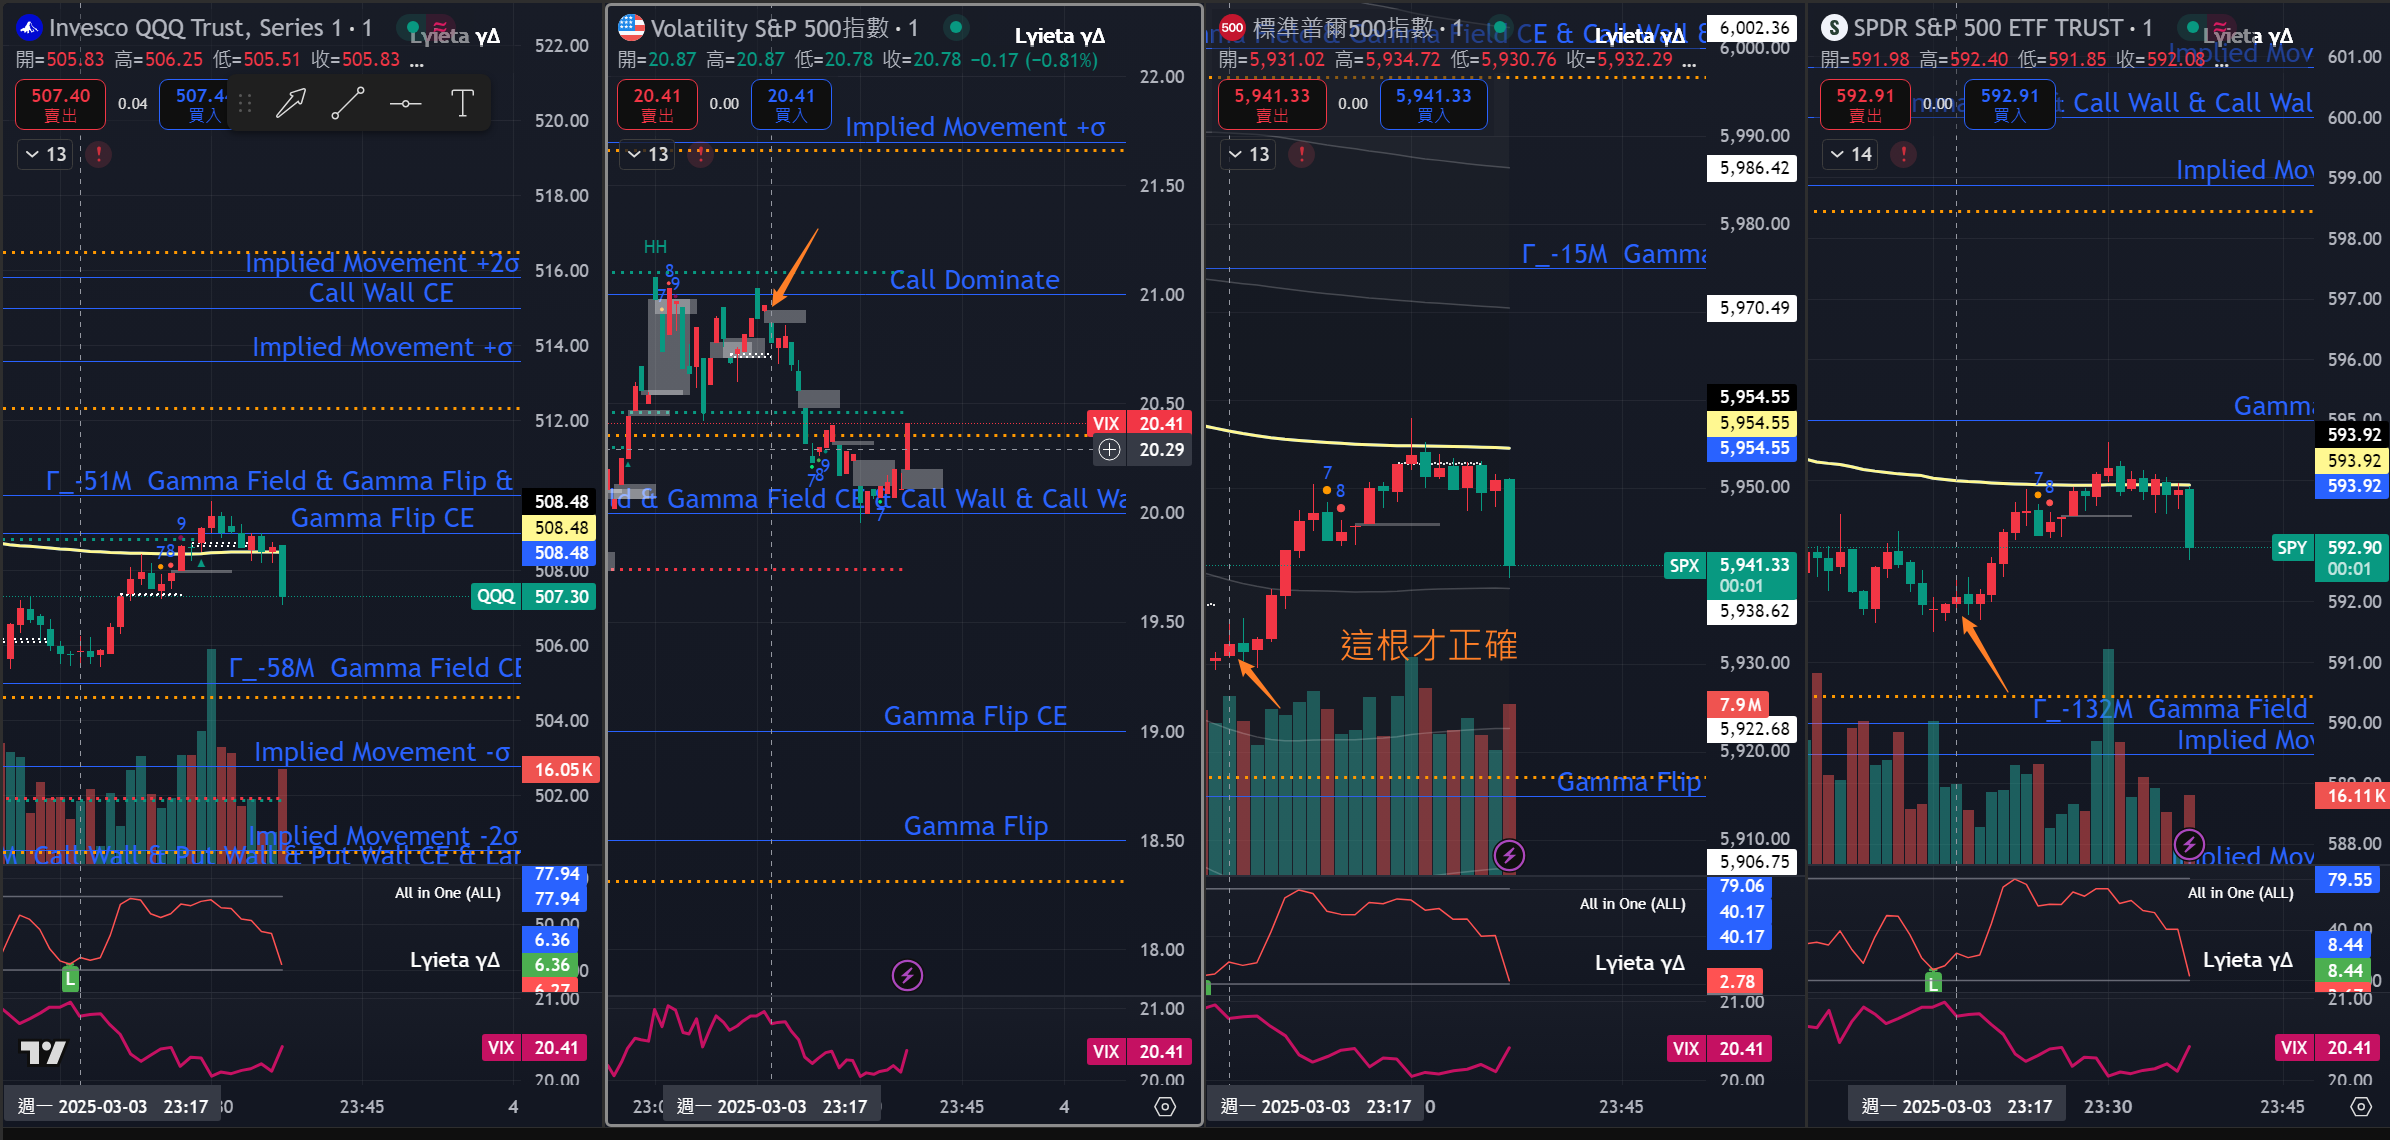 Invesco QQQ Trust, Series 1 · 1
Lyieta γΔ
開=505.83 高=506.25 低=505.51 收=505.83 ...
507.40
賣出
0.04
507.4
買入
13
522.00
520.00
518.00
516.00
514.00
512.00
508.48
508.48
508.48
508.00
QQQ 507.30
506.00
504.00
16.05K
502.00
Implied Movement +2σ
Call Wall CE
Implied Movement +σ
Γ_-51M Gamma Field & Gamma Flip &
Gamma Flip CE
9
7 8
Γ_-58M Gamma Field CE
Implied Movement -σ
Implied Movement -2σ
Call Wall & Put Wall & Put Wall CE &
All in One (ALL)
Lyieta γΔ
77.94
77.94
50.00
6.36
6.36
6.27
L
21.00
VIX 20.41
20.00
週一 2025-03-03 23:17
23:45
4
Volatility S&P 500指數 · 1
Lyieta γΔ
開=20.87 高=20.87 低=20.78 收=20.78 −0.17 (−0.81%)
20.41
賣出
0.00
20.41
買入
13
22.00
21.50
21.00
20.50
VIX 20.41
20.29
20.00
19.50
19.00
18.50
18.00
Implied Movement +σ
HH
8
7 9
Call Dominate
9
7 8
d & Gamma Field CE & Call Wall & Call Wa
7
Gamma Flip CE
Gamma Flip
21.00
VIX 20.41
20.00
週一 2025-03-03 23:17
23:45
4
500 標準普爾500指數 · 1
Lyieta γΔ
Field & Gamma Field CE & Call Wall &
開=5,931.02 高=5,934.72 低=5,930.76 收=5,932.29 ...
5,941.33
賣出
0.00
5,941.33
買入
13
6,002.36
6,000.00
5,990.00
5,986.42
5,980.00
5,970.49
5,954.55
5,954.55
5,954.55
5,950.00
SPX 5,941.33
00:01
5,938.62
5,930.00
7.9M
5,922.68
5,920.00
5,910.00
5,906.75
Γ_-15M Gamma
7
8
這根才正確
Gamma Flip
All in One (ALL)
Lyieta γΔ
79.06
40.17
40.17
2.78
21.00
VIX 20.41
20.00
週一 2025-03-03 23:17
23:45
S SPDR S&P 500 ETF TRUST · 1
Lyieta γΔ
Implied Mov
開=591.98 高=592.40 低=591.85 收=592.08 ...
592.91
賣出
0.00
592.91
買入
Call Wall & Call Wal
14
601.00
600.00
599.00
598.00
597.00
596.00
595.00
593.92
593.92
593.92
SPY 592.90
00:01
592.00
591.00
590.00
16.11K
588.00
Implied Mov
Gamma
7 8
Γ_-132M Gamma Field
Implied Mov
plied Mov
All in One (ALL)
Lyieta γΔ
79.55
40.00
8.44
8.44
L
21.00
VIX 20.41
20.00
週一 2025-03-03 23:17
23:30
23:45